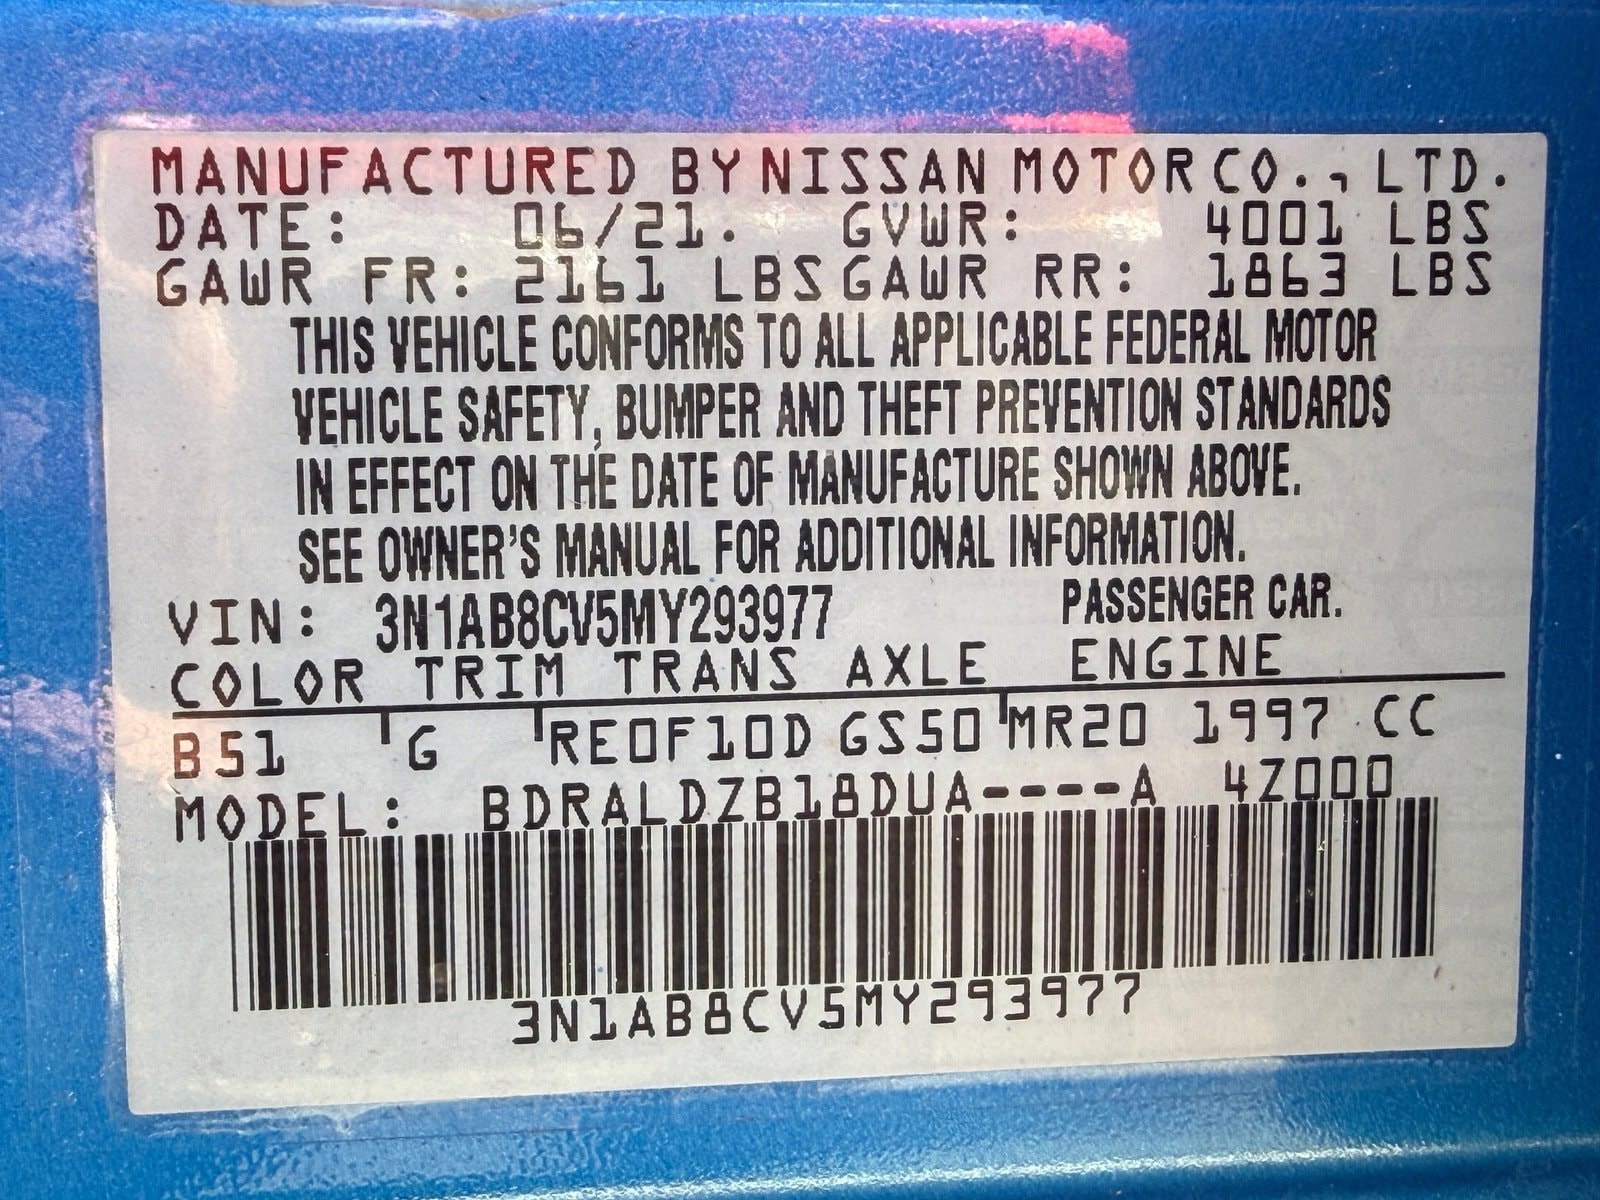 MANUFACTURED BY NISSAN MOTOR CO., LTD.
DATE: 06/21. GVWR: 4001 LBS
GAWR FR: 2161 LBS GAWR RR: 1863 LBS
THIS VEHICLE CONFORMS TO ALL APPLICABLE FEDERAL MOTOR
VEHICLE SAFETY, BUMPER AND THEFT PREVENTION STANDARDS
IN EFFECT ON THE DATE OF MANUFACTURE SHOWN ABOVE.
SEE OWNER'S MANUAL FOR ADDITIONAL INFORMATION.
VIN: 3N1AB8CV5MY293977 PASSENGER CAR.
COLOR TRIM TRANS AXLE ENGINE
B51 G RE0F10D GS50 MR20 1997 CC
MODEL: BDRALDZB18DUA----A 4Z000
3N1AB8CV5MY293977